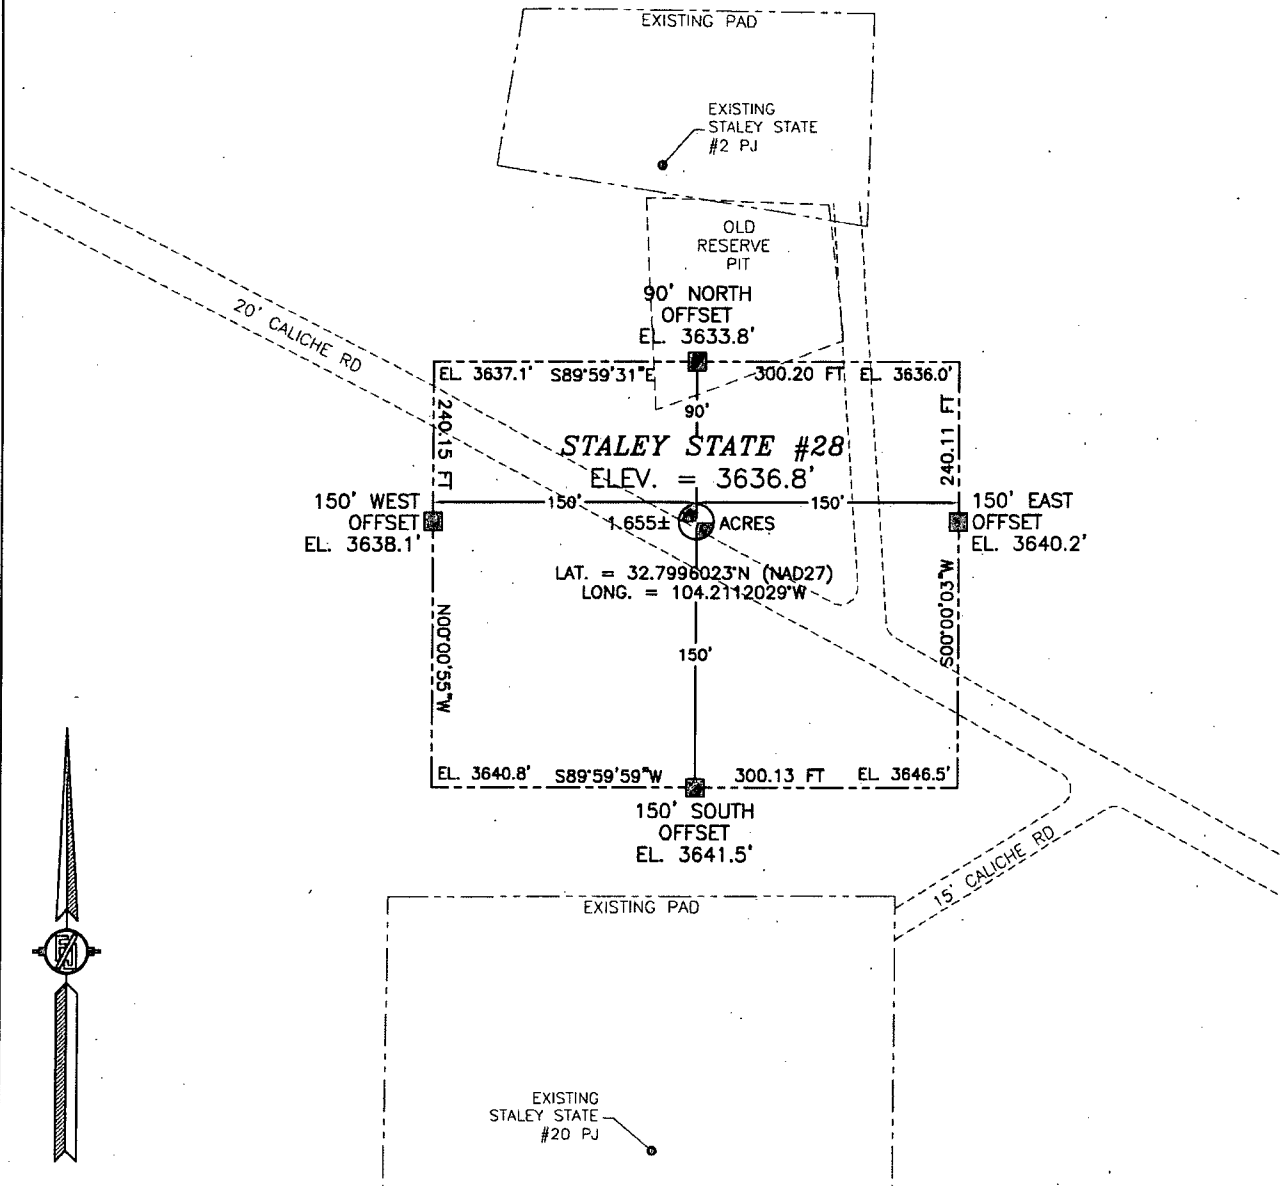 EXISTING PAD
EXISTING
STALEY STATE
#2 PJ
OLD
RESERVE
PIT
20' CALICHE RD
90' NORTH
OFFSET
EL. 3633.8'
EL. 3637.1' S89°59'31"E 300.20 FT EL. 3636.0'
240.15 FT
90'
240.11 FT
STALEY STATE #28
ELEV. = 3636.8'
150' WEST
OFFSET
EL. 3638.1'
150' 150'
150' EAST
OFFSET
EL. 3640.2'
1.655± ACRES
LAT. = 32.7996023°N (NAD27)
LONG. = 104.2112029°W
N00°00'55"W
150'
S00°00'03"W
EL. 3640.8' S89°59'59"W 300.13 FT EL. 3646.5'
150' SOUTH
OFFSET
EL. 3641.5'
15' CALICHE RD
EXISTING PAD
EXISTING
STALEY STATE
#20 PJ